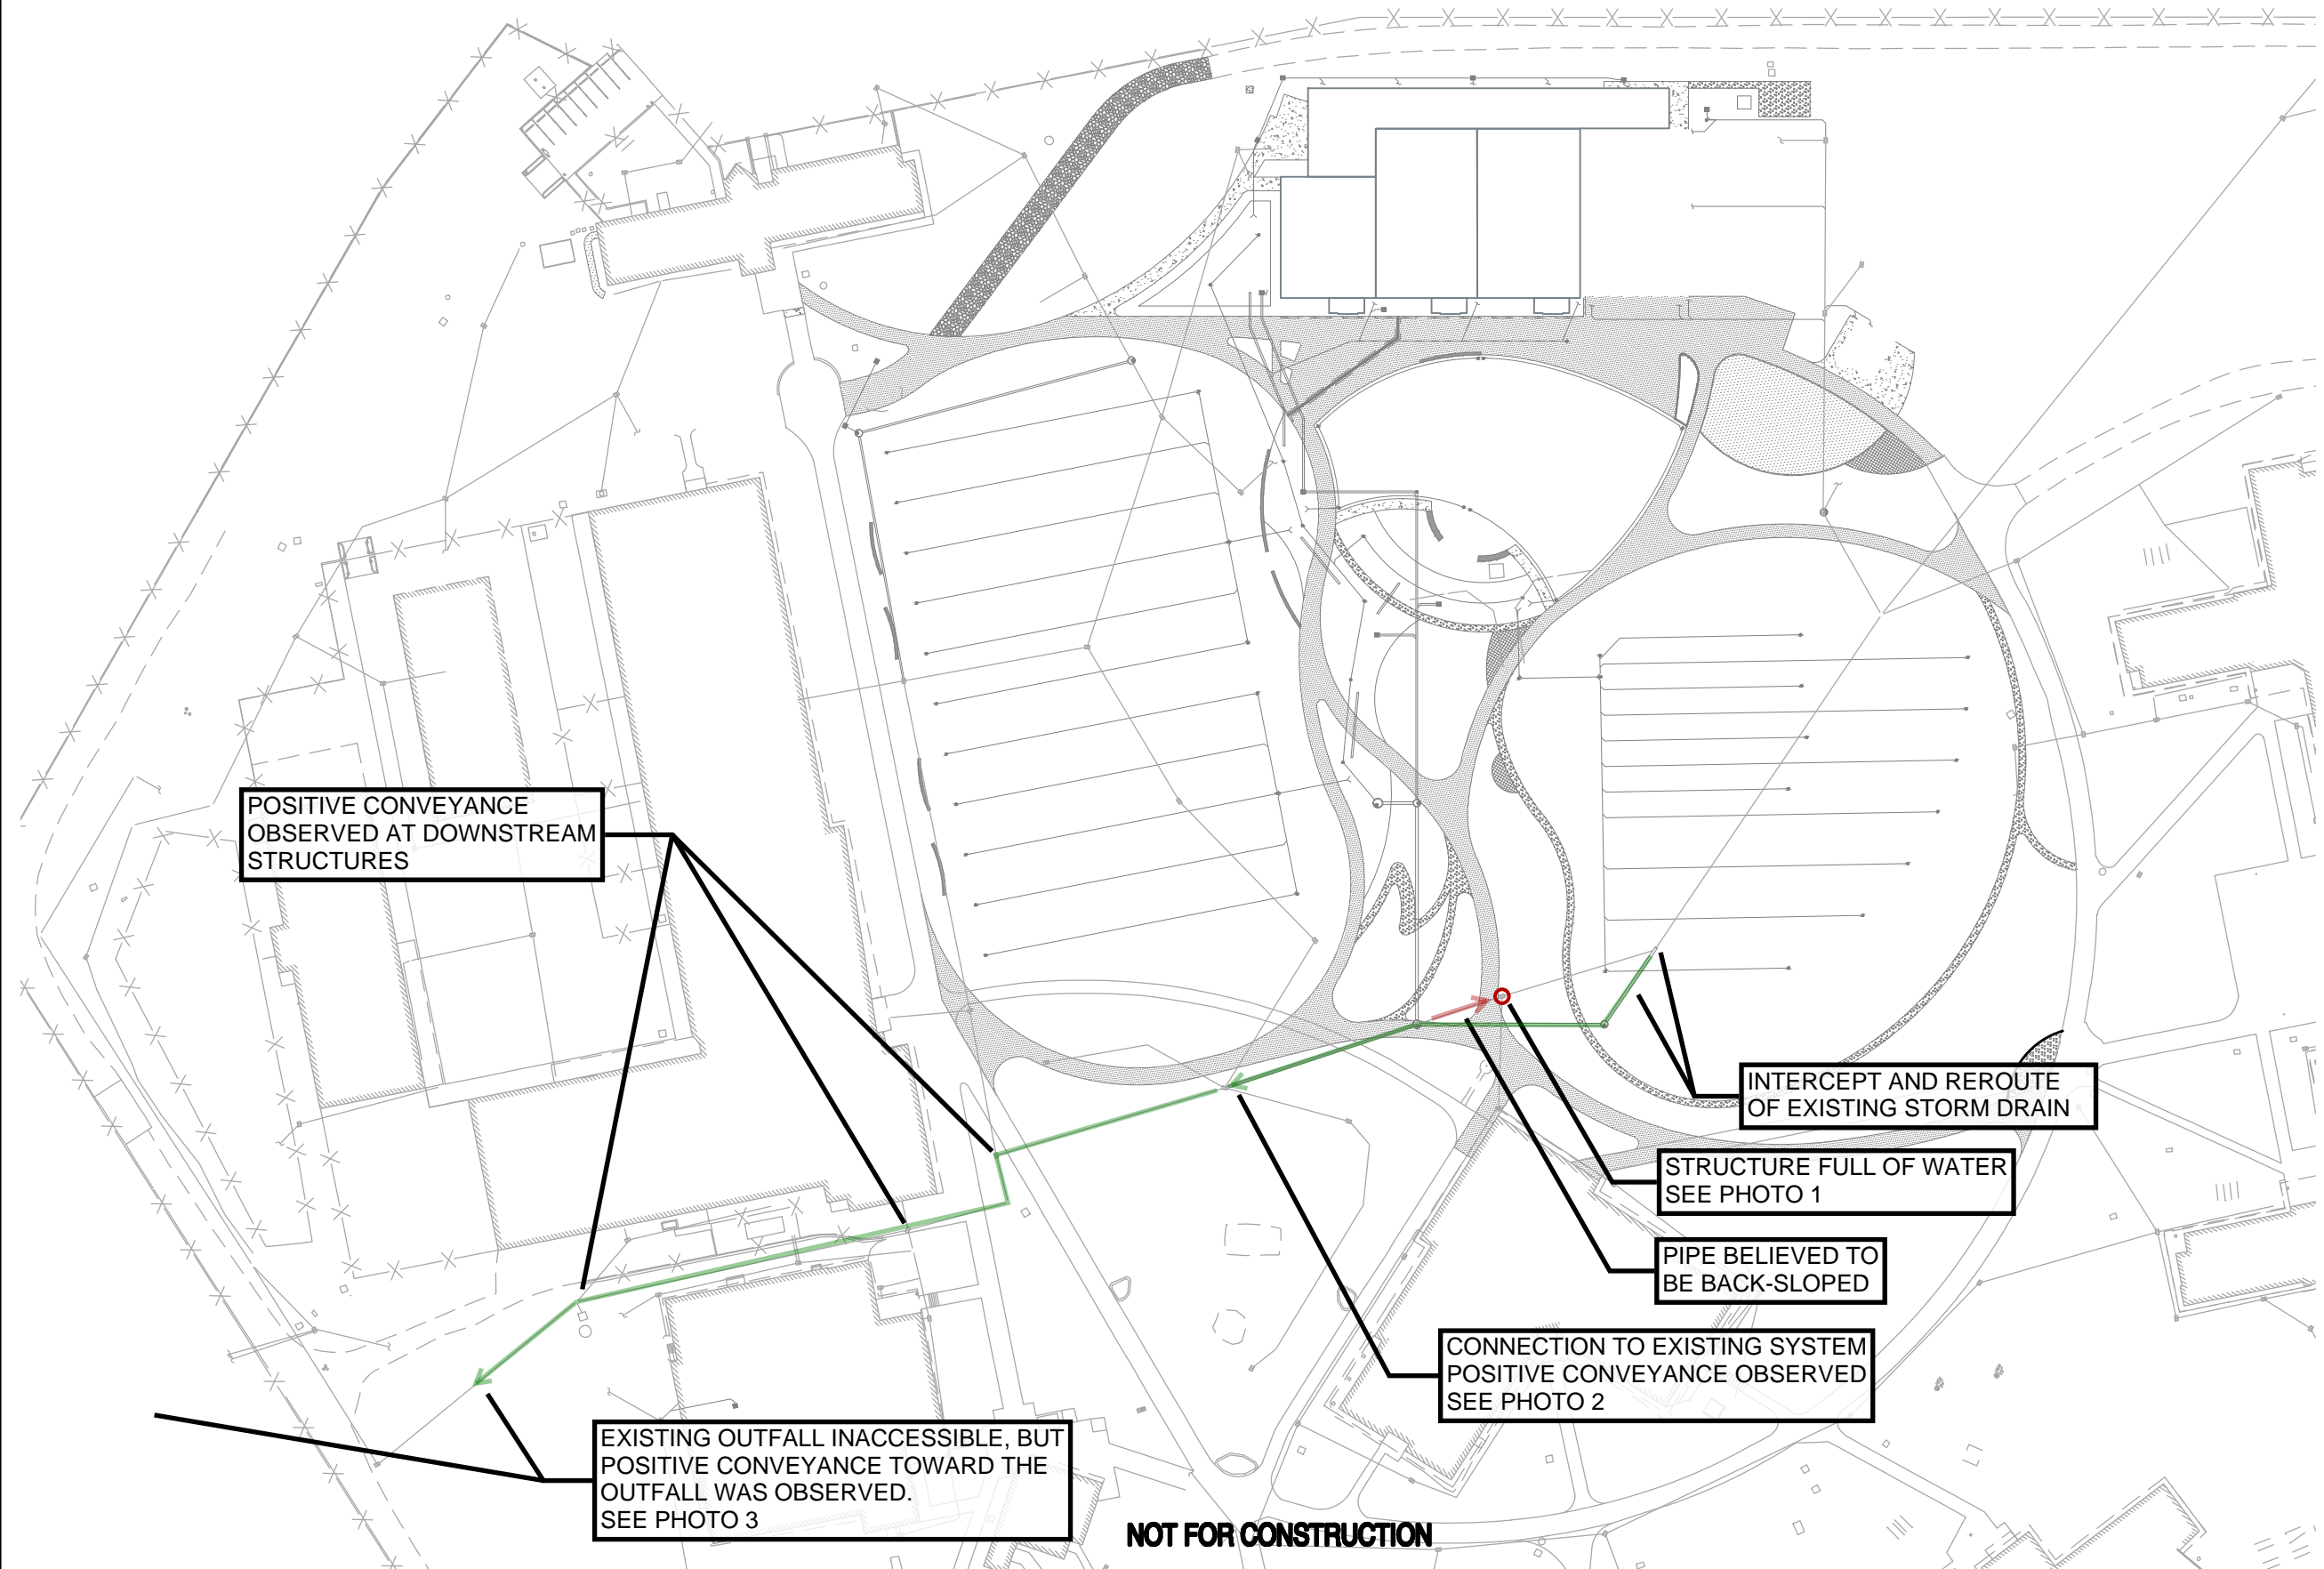 POSITIVE CONVEYANCE
OBSERVED AT DOWNSTREAM
STRUCTURES
INTERCEPT AND REROUTE
OF EXISTING STORM DRAIN
STRUCTURE FULL OF WATER
SEE PHOTO 1
PIPE BELIEVED TO
BE BACK-SLOPED
CONNECTION TO EXISTING SYSTEM
POSITIVE CONVEYANCE OBSERVED
SEE PHOTO 2
EXISTING OUTFALL INACCESSIBLE, BUT
POSITIVE CONVEYANCE TOWARD THE
OUTFALL WAS OBSERVED.
SEE PHOTO 3
NOT FOR CONSTRUCTION